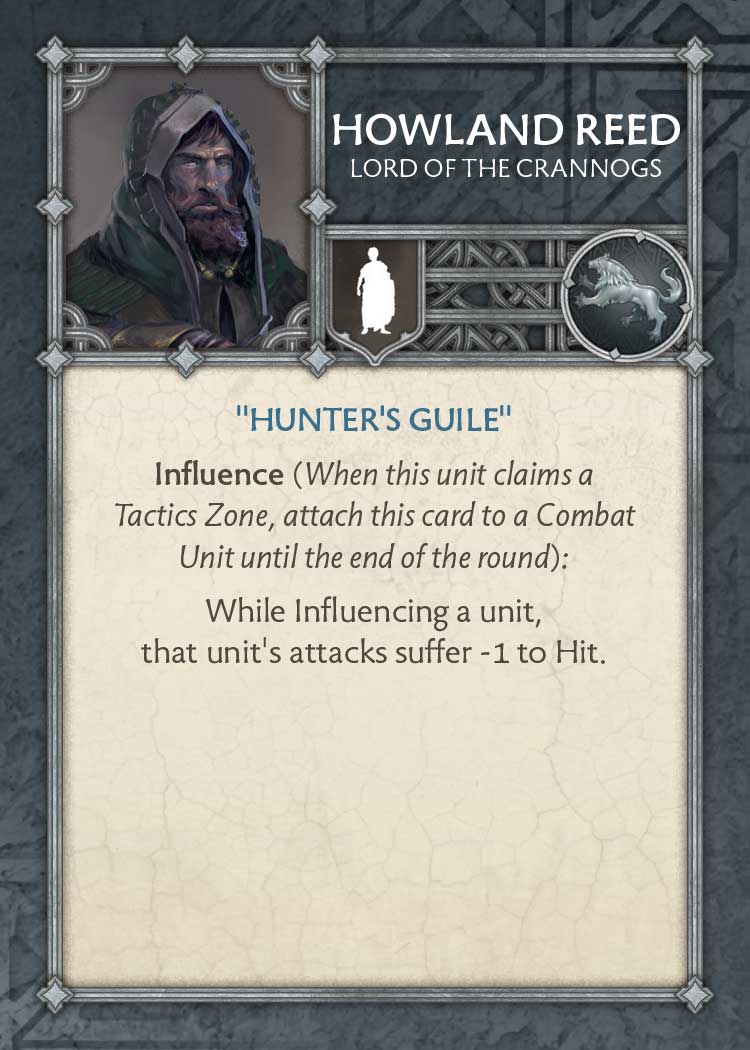 HOWLAND REED
LORD OF THE CRANNOGS
"HUNTER'S GUILE"
Influence (When this unit claims a
Tactics Zone, attach this card to a Combat
Unit until the end of the round):
While Influencing a unit,
that unit's attacks suffer -1 to Hit.